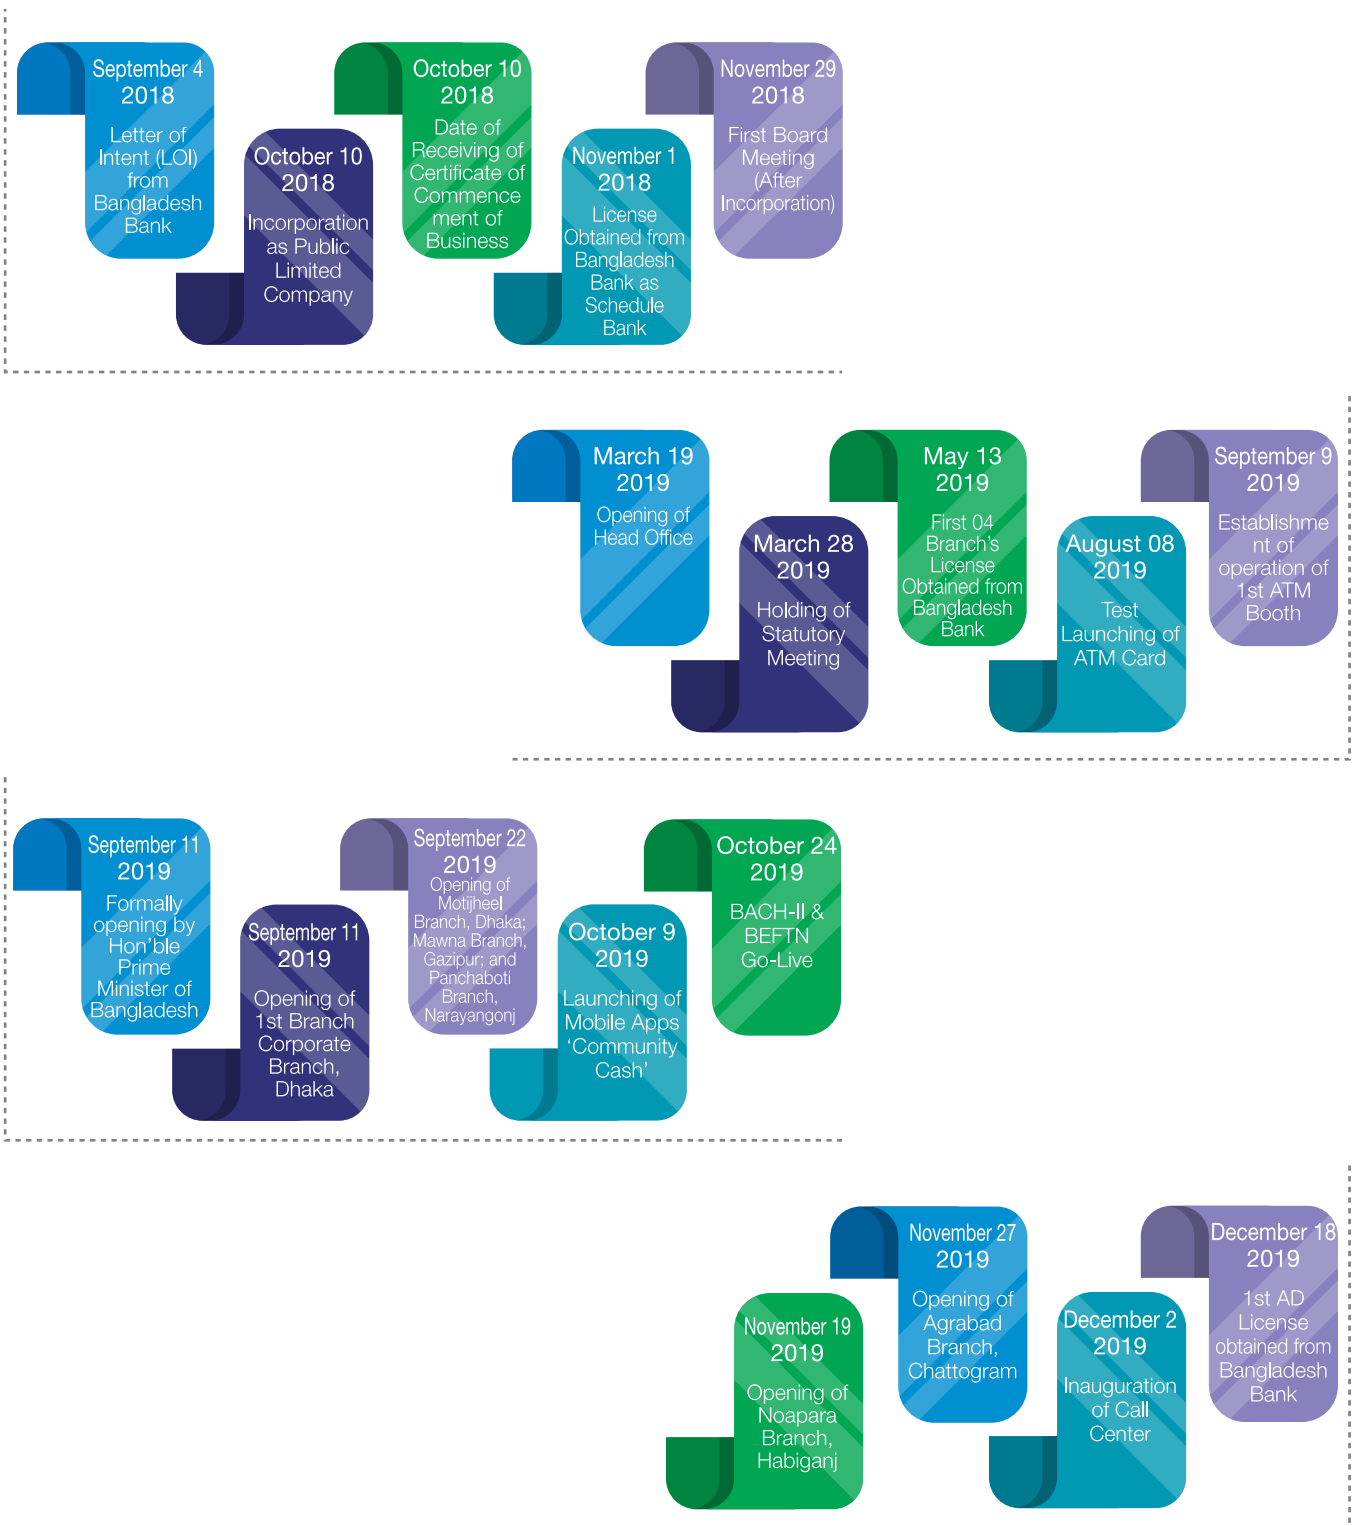 September 4
2018
Letter of
Intent (LOI)
from
Bangladesh
Bank
October 10
2018
Incorporation
as Public
Limited
Company
October 10
2018
Date of
Receiving of
Certificate of
Commence
ment of
Business
November 1
2018
License
Obtained from
Bangladesh
Bank as
Schedule
Bank
November 29
2018
First Board
Meeting
(After
Incorporation)
March 19
2019
Opening of
Head Office
March 28
2019
Holding of
Statutory
Meeting
May 13
2019
First 04
Branch's
License
Obtained from
Bangladesh
Bank
August 08
2019
Test
Launching of
ATM Card
September 9
2019
Establishme
nt of
operation of
1st ATM
Booth
September 11
2019
Formally
opening by
Hon'ble
Prime
Minister of
Bangladesh
September 11
2019
Opening of
1st Branch
Corporate
Branch,
Dhaka
September 22
2019
Opening of
Motijheel
Branch, Dhaka;
Mawna Branch,
Gazipur; and
Panchaboti
Branch,
Narayangonj
October 9
2019
Launching of
Mobile Apps
‘Community
Cash’
October 24
2019
BACH-II &
BEFTN
Go-Live
November 19
2019
Opening of
Noapara
Branch,
Habiganj
November 27
2019
Opening of
Agrabad
Branch,
Chattogram
December 2
2019
Inauguration
of Call
Center
December 18
2019
1st AD
License
obtained from
Bangladesh
Bank